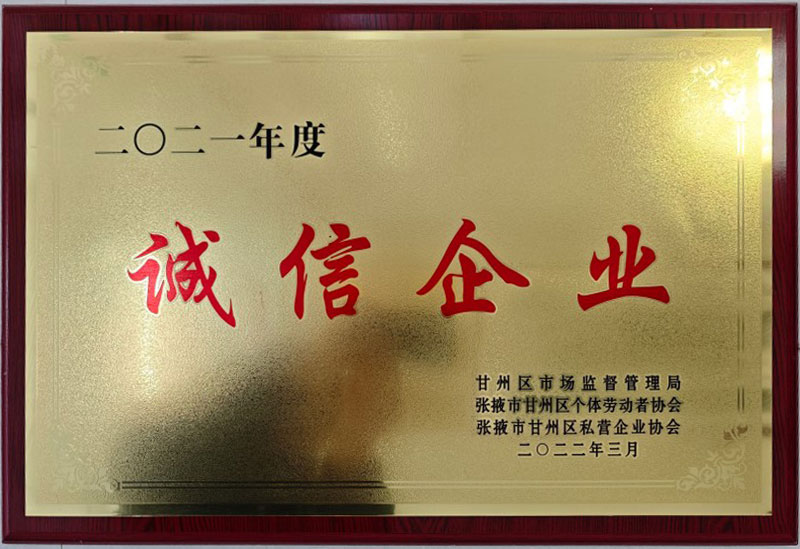 二〇二一年度
诚信企业
甘州区市场监督管理局
张掖市甘州区个体劳动者协会
张掖市甘州区私营企业协会
二〇二二年三月